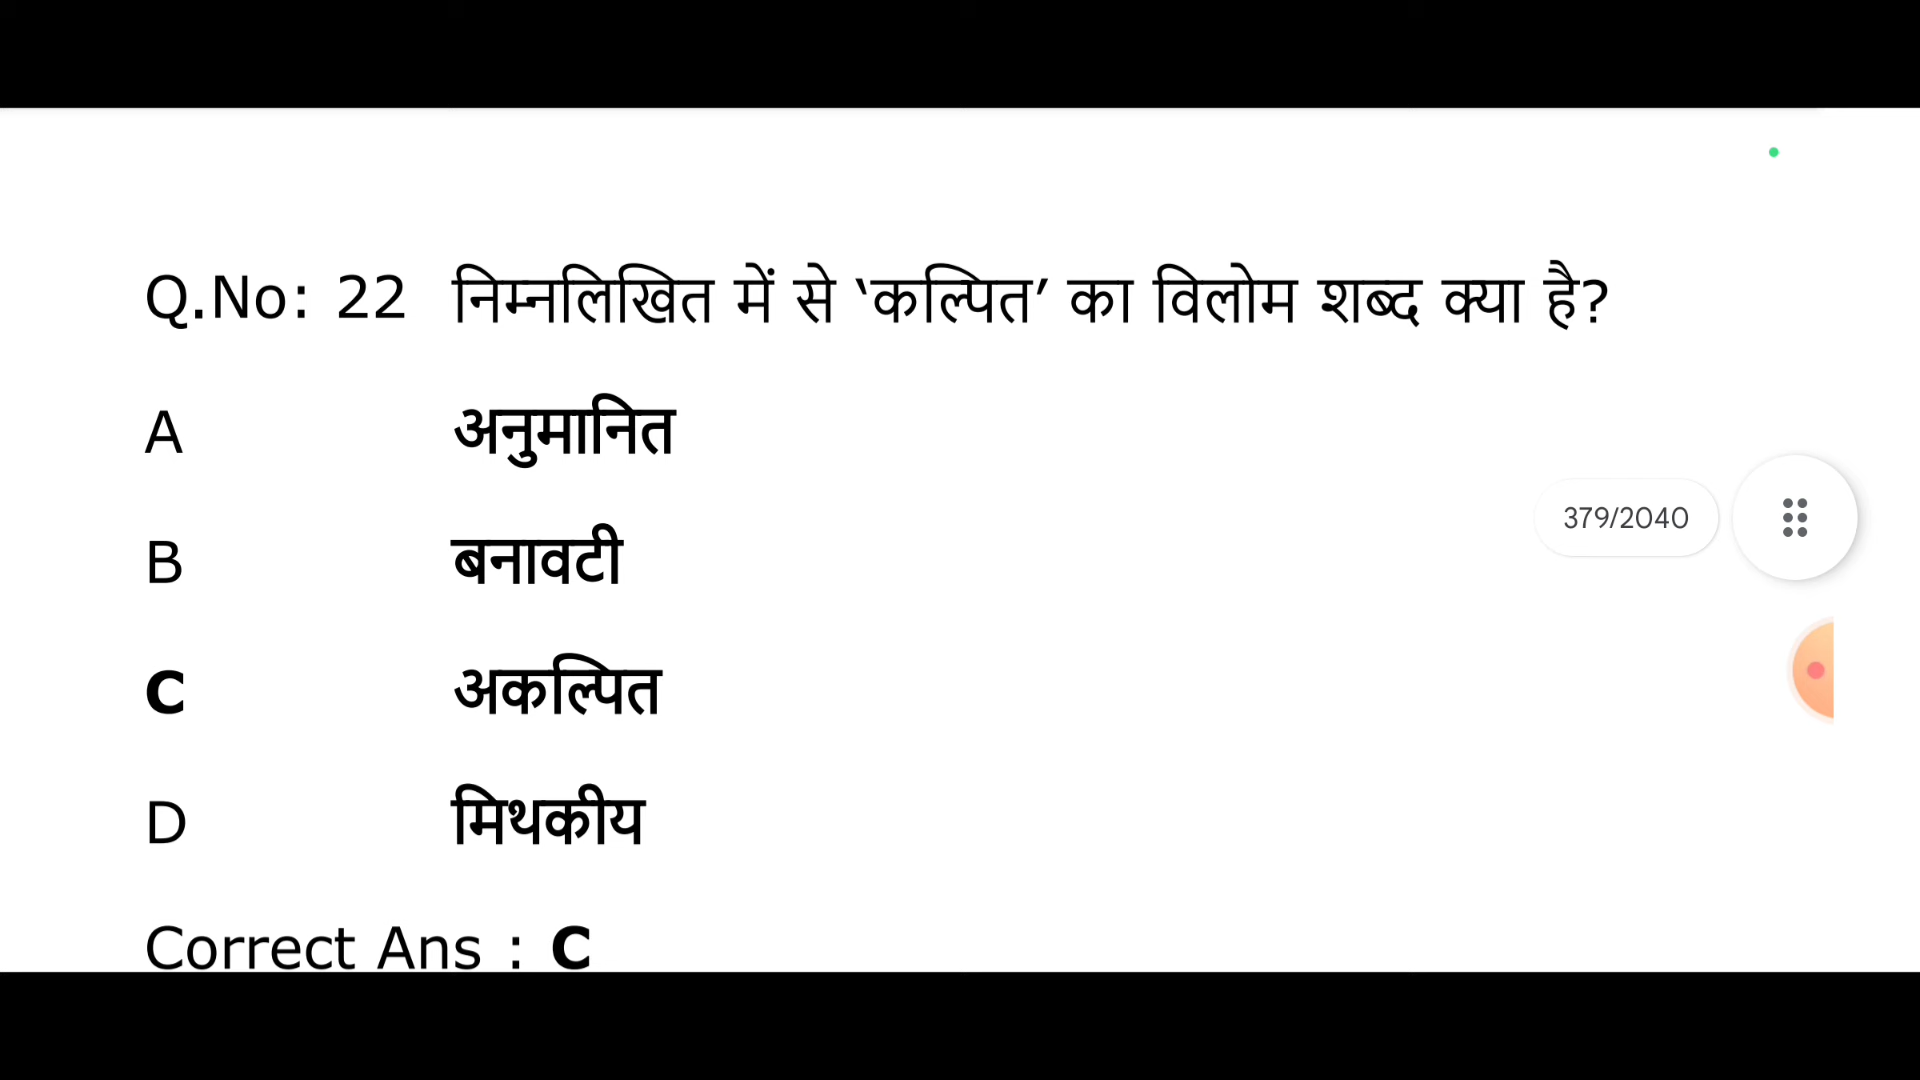 Q.No: 22 निम्नलिखित में से ‘कल्पित’ का विलोम शब्द क्या है?
A अनुमानित
B बनावटी
379/2040
C अकल्पित
D मिथकीय
Correct Ans : C